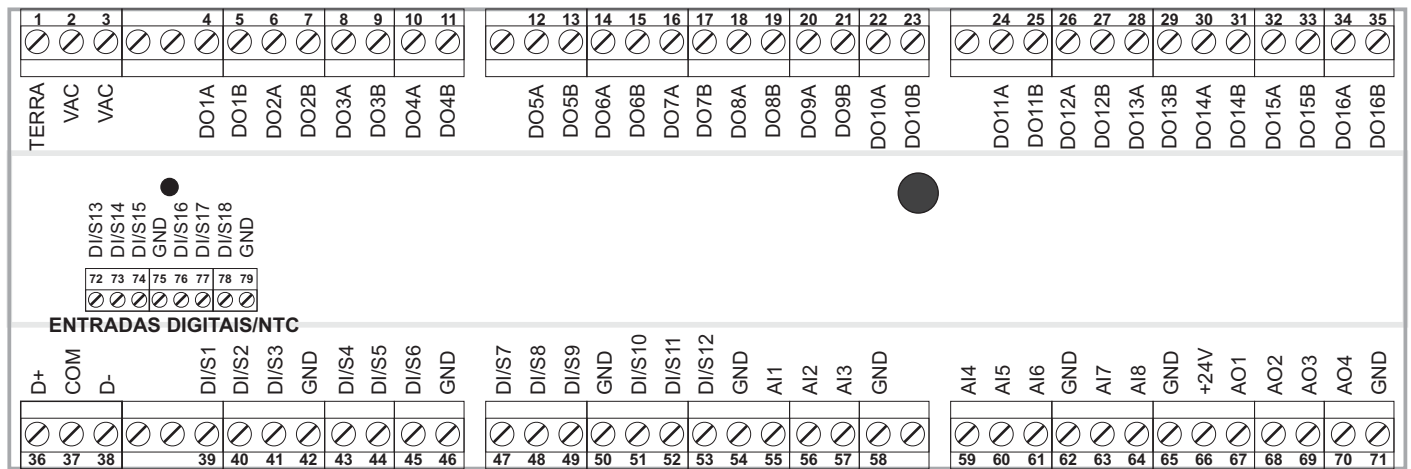 1 2 3 4 5 6 7 8 9 10 11 12 13 14 15 16 17 18 19 20 21 22 23 24 25 26 27 28 29 30 31 32 33 34 35
TERRA VAC VAC DO1A DO1B DO2A DO2B DO3A DO3B DO4A DO4B DO5A DO5B DO6A DO6B DO7A DO7B DO8A DO8B DO9A DO9B DO10A DO10B DO11A DO11B DO12A DO12B DO13A DO13B DO14A DO14B DO15A DO15B DO16A DO16B
DI/S13 DI/S14 DI/S15 GND DI/S16 DI/S17 DI/S18 GND
72 73 74 75 76 77 78 79
ENTRADAS DIGITAIS/NTC
D+ COM D- DI/S1 DI/S2 DI/S3 GND DI/S4 DI/S5 DI/S6 GND DI/S7 DI/S8 DI/S9 GND DI/S10 DI/S11 DI/S12 GND AI1 AI2 AI3 GND AI4 AI5 AI6 GND AI7 AI8 GND +24V AO1 AO2 AO3 AO4 GND
36 37 38 39 40 41 42 43 44 45 46 47 48 49 50 51 52 53 54 55 56 57 58 59 60 61 62 63 64 65 66 67 68 69 70 71